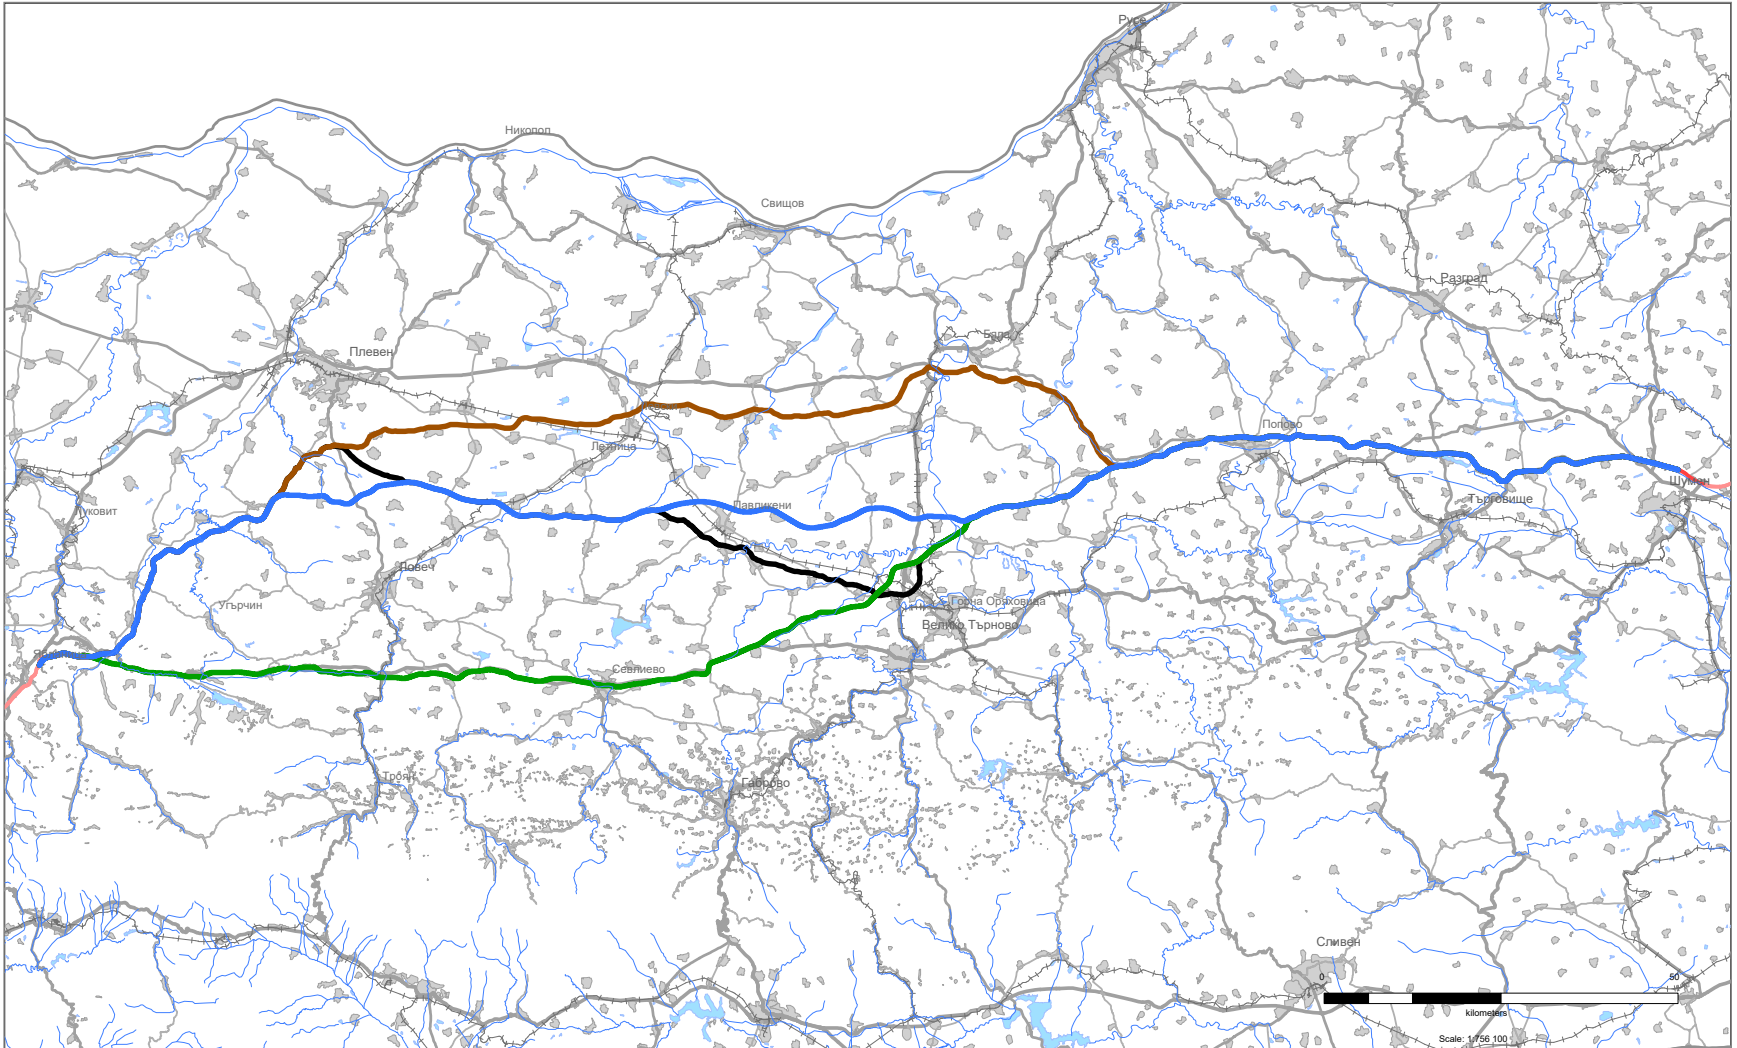 Русе
Никопол
Свищов
Разград
Бяла
Плевен
Попово
Летница
Търговище
Шумен
Павликени
Луковит
Ловеч
Угърчин
Горна Оряховица
Велико Търново
Севлиево
Троян
Габрово
Сливен
0 50
kilometers
Scale: 1:756 100